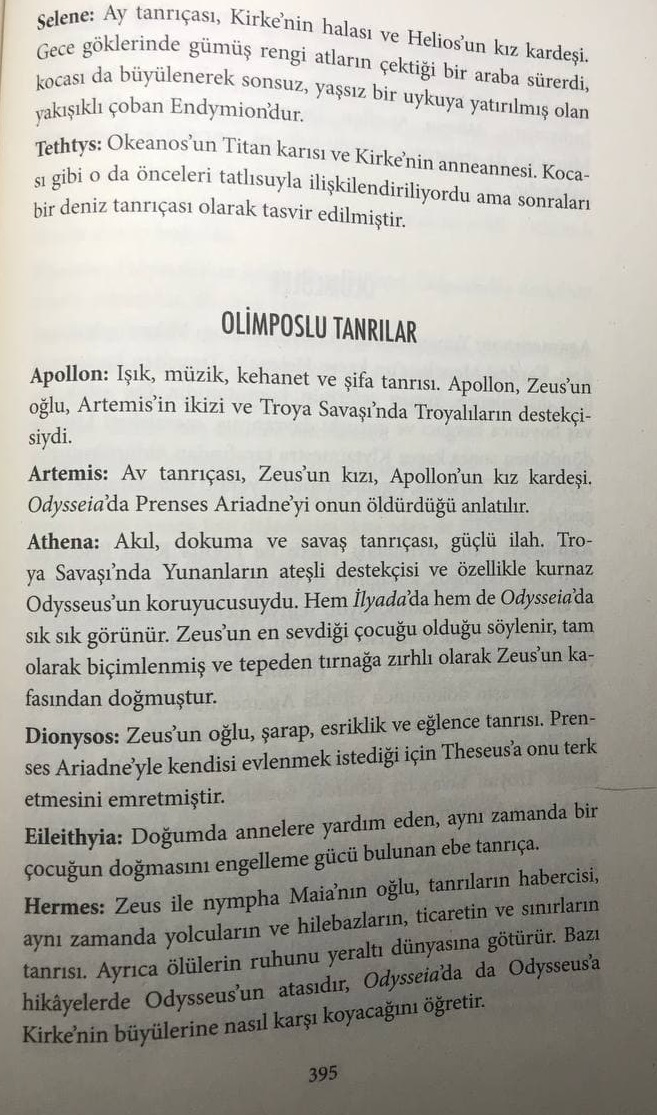 Selene: Ay tanrıçası, Kirke'nin halası ve Helios'un kız kardeşi.
Gece göklerinde gümüş rengi atların çektiği bir araba sürerdi,
kocası da büyülenerek sonsuz, yaşsız bir uykuya yatırılmış olan
yakışıklı çoban Endymion'dur.
Tethtys: Okeanos'un Titan karısı ve Kirke'nin anneannesi. Koca-
sı gibi o da önceleri tatlısuyla ilişkilendiriliyordu ama sonraları
bir deniz tanrıçası olarak tasvir edilmiştir.
OLİMPOSLU TANRILAR
Apollon: Işık, müzik, kehanet ve şifa tanrısı. Apollon, Zeus'un
oğlu, Artemis'in ikizi ve Troya Savaşı'nda Troyalıların destekçi-
siydi.
Artemis: Av tanrıçası, Zeus'un kızı, Apollon'un kız kardeşi.
Odysseia'da Prenses Ariadne'yi onun öldürdüğü anlatılır.
Athena: Akıl, dokuma ve savaş tanrıçası, güçlü ilah. Tro-
ya Savaşı'nda Yunanların ateşli destekçisi ve özellikle kurnaz
Odysseus'un koruyucusuydu. Hem İlyada'da hem de Odysseia'da
sık sık görünür. Zeus'un en sevdiği çocuğu olduğu söylenir, tam
olarak biçimlenmiş ve tepeden tırnağa zırhlı olarak Zeus'un ka-
fasından doğmuştur.
Dionysos: Zeus'un oğlu, şarap, esriklik ve eğlence tanrısı. Pren-
ses Ariadne'yle kendisi evlenmek istediği için Theseus'a onu terk
etmesini emretmiştir.
Eileithyia: Doğumda annelere yardım eden, aynı zamanda bir
çocuğun doğmasını engelleme gücü bulunan ebe tanrıça.
Hermes: Zeus ile nympha Maia'nın oğlu, tanrıların habercisi,
aynı zamanda yolcuların ve hilebazların, ticaretin ve sınırların
tanrısı. Ayrıca ölülerin ruhunu yeraltı dünyasına götürür. Bazı
hikâyelerde Odysseus'un atasıdır, Odysseia'da da Odysseus'a
Kirke'nin büyülerine nasıl karşı koyacağını öğretir.
395